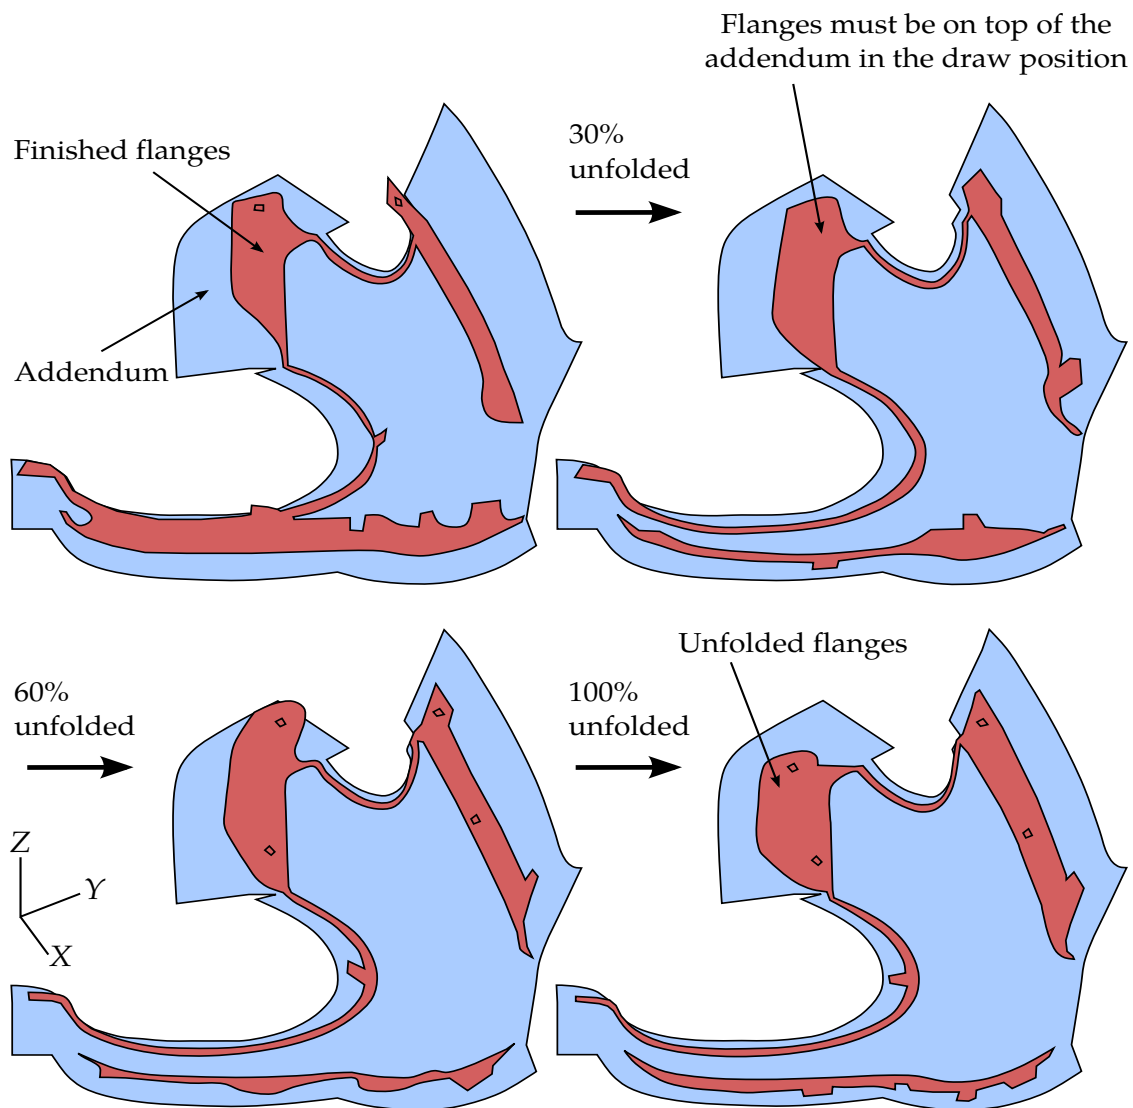 Flanges must be on top of the
addendum in the draw position
Finished flanges
30%
unfolded
Addendum
60%
unfolded
Unfolded flanges
100%
unfolded
Z
Y
X